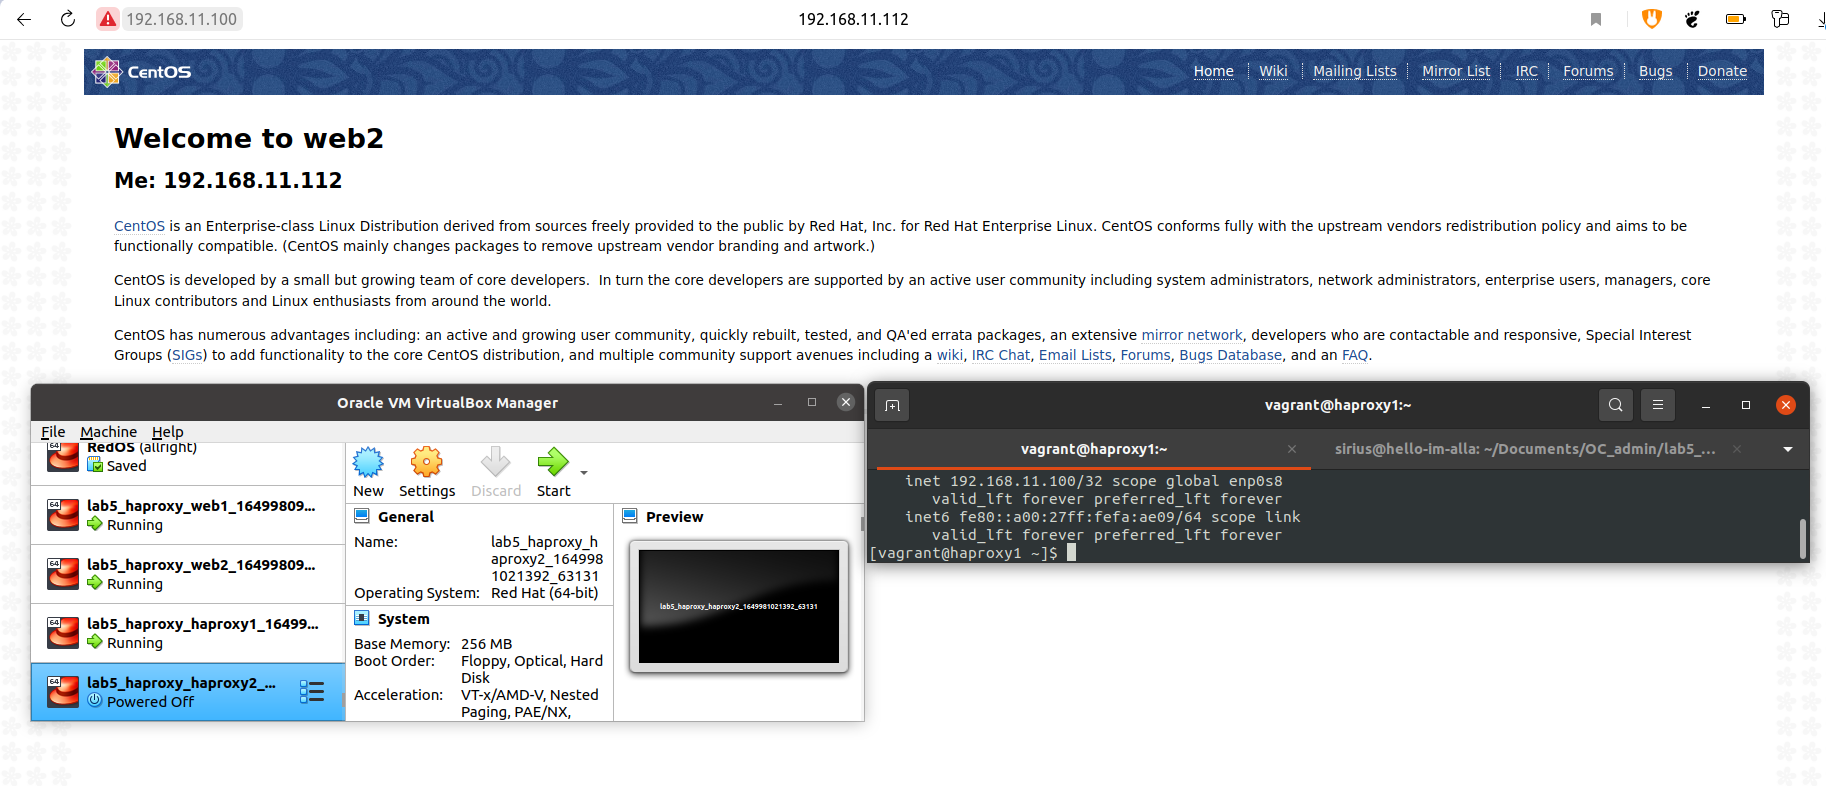 192.168.11.100
192.168.11.112
CentOS
Home Wiki Mailing Lists Mirror List IRC Forums Bugs Donate
Welcome to web2
Me: 192.168.11.112
CentOS is an Enterprise-class Linux Distribution derived from sources freely provided to the public by Red Hat, Inc. for Red Hat Enterprise Linux. CentOS conforms fully with the upstream vendors redistribution policy and aims to be
functionally compatible. (CentOS mainly changes packages to remove upstream vendor branding and artwork.)
CentOS is developed by a small but growing team of core developers.  In turn the core developers are supported by an active user community including system administrators, network administrators, enterprise users, managers, core
Linux contributors and Linux enthusiasts from around the world.
CentOS has numerous advantages including: an active and growing user community, quickly rebuilt, tested, and QA'ed errata packages, an extensive mirror network, developers who are contactable and responsive, Special Interest
Groups (SIGs) to add functionality to the core CentOS distribution, and multiple community support avenues including a wiki, IRC Chat, Email Lists, Forums, Bugs Database, and an FAQ.
Oracle VM VirtualBox Manager
File Machine Help
64
RedOS (allright)
Saved
64
lab5_haproxy_web1_16499809...
Running
64
lab5_haproxy_web2_16499809...
Running
64
lab5_haproxy_haproxy1_16499...
Running
64
lab5_haproxy_haproxy2_...
Powered Off
New Settings Discard Start
General
Name: lab5_haproxy_h
aproxy2_164998
1021392_63131
Operating System: Red Hat (64-bit)
System
Base Memory: 256 MB
Boot Order: Floppy, Optical, Hard
Disk
Acceleration: VT-x/AMD-V, Nested
Paging, PAE/NX,
Preview
lab5_haproxy_haproxy2_1649981021392_63131
vagrant@haproxy1:~
vagrant@haproxy1:~
sirius@hello-im-alla: ~/Documents/OC_admin/lab5_...
inet 192.168.11.100/32 scope global enp0s8
valid_lft forever preferred_lft forever
inet6 fe80::a00:27ff:fefa:ae09/64 scope link
valid_lft forever preferred_lft forever
[vagrant@haproxy1 ~]$